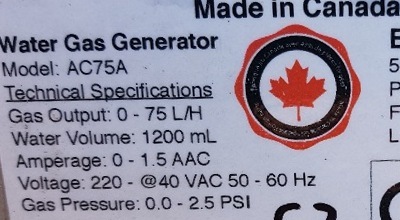 Made in Canada
Water Gas Generator
Model: AC75A
Technical Specifications
Gas Output: 0 - 75 L/H
Water Volume: 1200 mL
Amperage: 0 - 1.5 AAC
Voltage: 220 - @40 VAC 50 - 60 Hz
Gas Pressure: 0.0 - 2.5 PSI